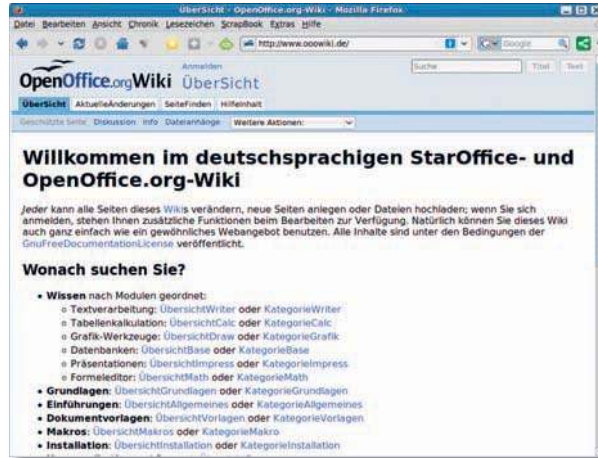 ÜberSicht - OpenOffice.org-Wiki - Mozilla Firefox
Datei Bearbeiten Ansicht Chronik Lesezeichen ScrapBook Extras Hilfe
http://www.ooowiki.de/ Google
Anmelden
Suche Titel Text
OpenOffice.orgWiki ÜberSicht
ÜberSicht AktuelleÄnderungen SeiteFinden HilfeInhalt
Geschützte Seite Diskussion Info Dateianhänge Weitere Aktionen:
Willkommen im deutschsprachigen StarOffice- und
OpenOffice.org-Wiki
Jeder kann alle Seiten dieses Wikis verändern, neue Seiten anlegen oder Dateien hochladen; wenn Sie sich
anmelden, stehen Ihnen zusätzliche Funktionen beim Bearbeiten zur Verfügung. Natürlich können Sie dieses Wiki
auch ganz einfach wie ein gewöhnliches Webangebot benutzen. Alle Inhalte sind unter den Bedingungen der
GnuFreeDocumentationLicense veröffentlicht.
Wonach suchen Sie?
• Wissen nach Modulen geordnet:
○ Textverarbeitung: ÜbersichtWriter oder KategorieWriter
○ Tabellenkalkulation: ÜbersichtCalc oder KategorieCalc
○ Grafik-Werkzeuge: ÜbersichtDraw oder KategorieGrafik
○ Datenbanken: ÜbersichtBase oder KategorieBase
○ Präsentationen: ÜbersichtImpress oder KategorieImpress
○ Formeleditor: ÜbersichtMath oder KategorieMath
• Grundlagen: ÜbersichtGrundlagen oder KategorieGrundlagen
• Einführungen: ÜbersichtAllgemeines oder KategorieAllgemeines
• Dokumentvorlagen: ÜbersichtVorlagen oder KategorieVorlagen
• Makros: ÜbersichtMakros oder KategorieMakro
• Installation: ÜbersichtInstallation oder KategorieInstallation